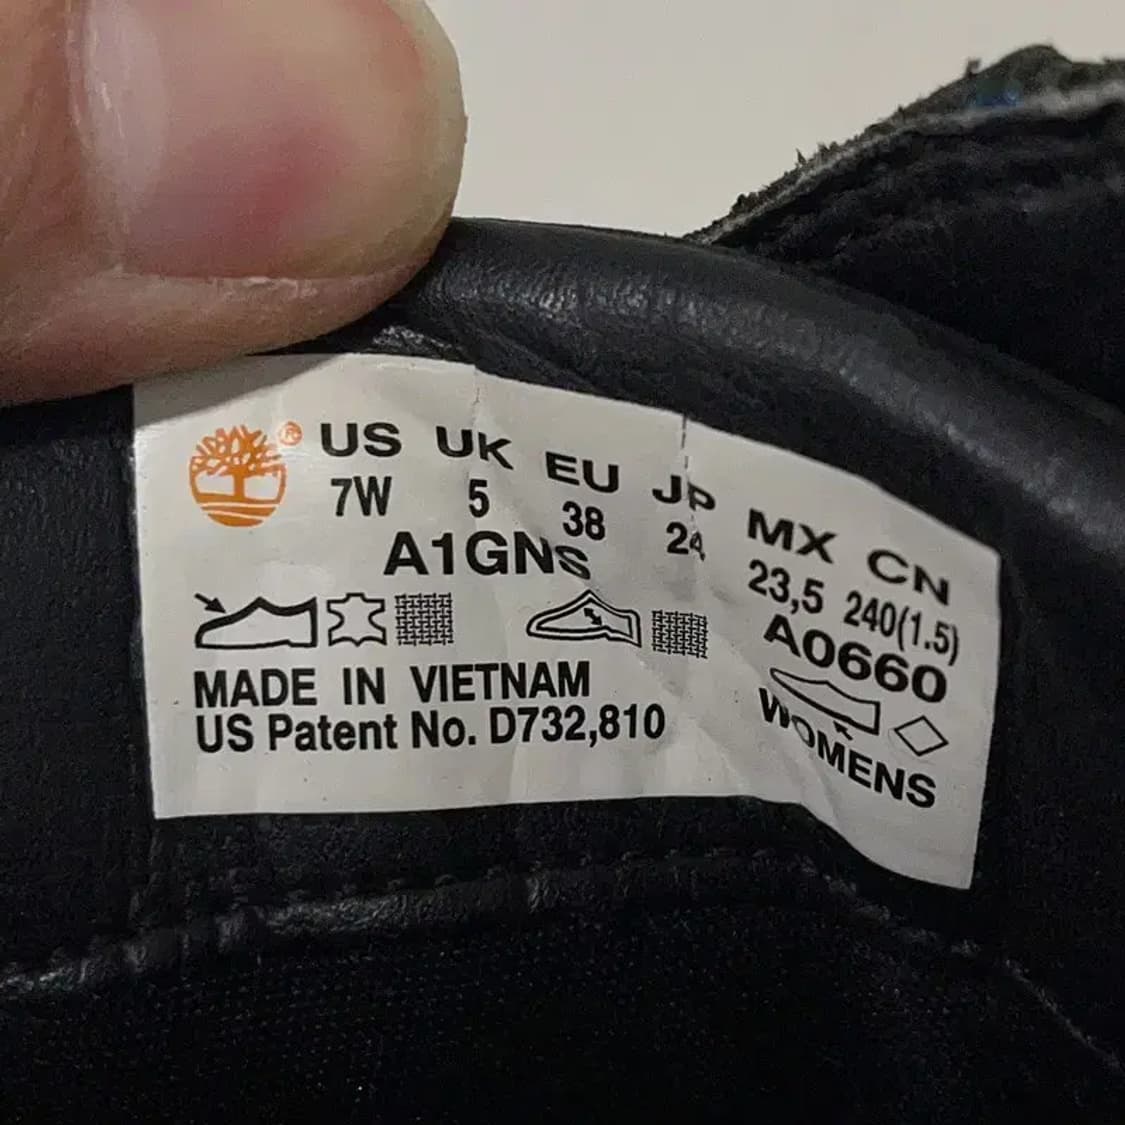 ® US UK EU JP MX CN
7W 5 38 24 23,5 240(1.5)
A1GNS A0660
MADE IN VIETNAM
US Patent No. D732,810
WOMENS